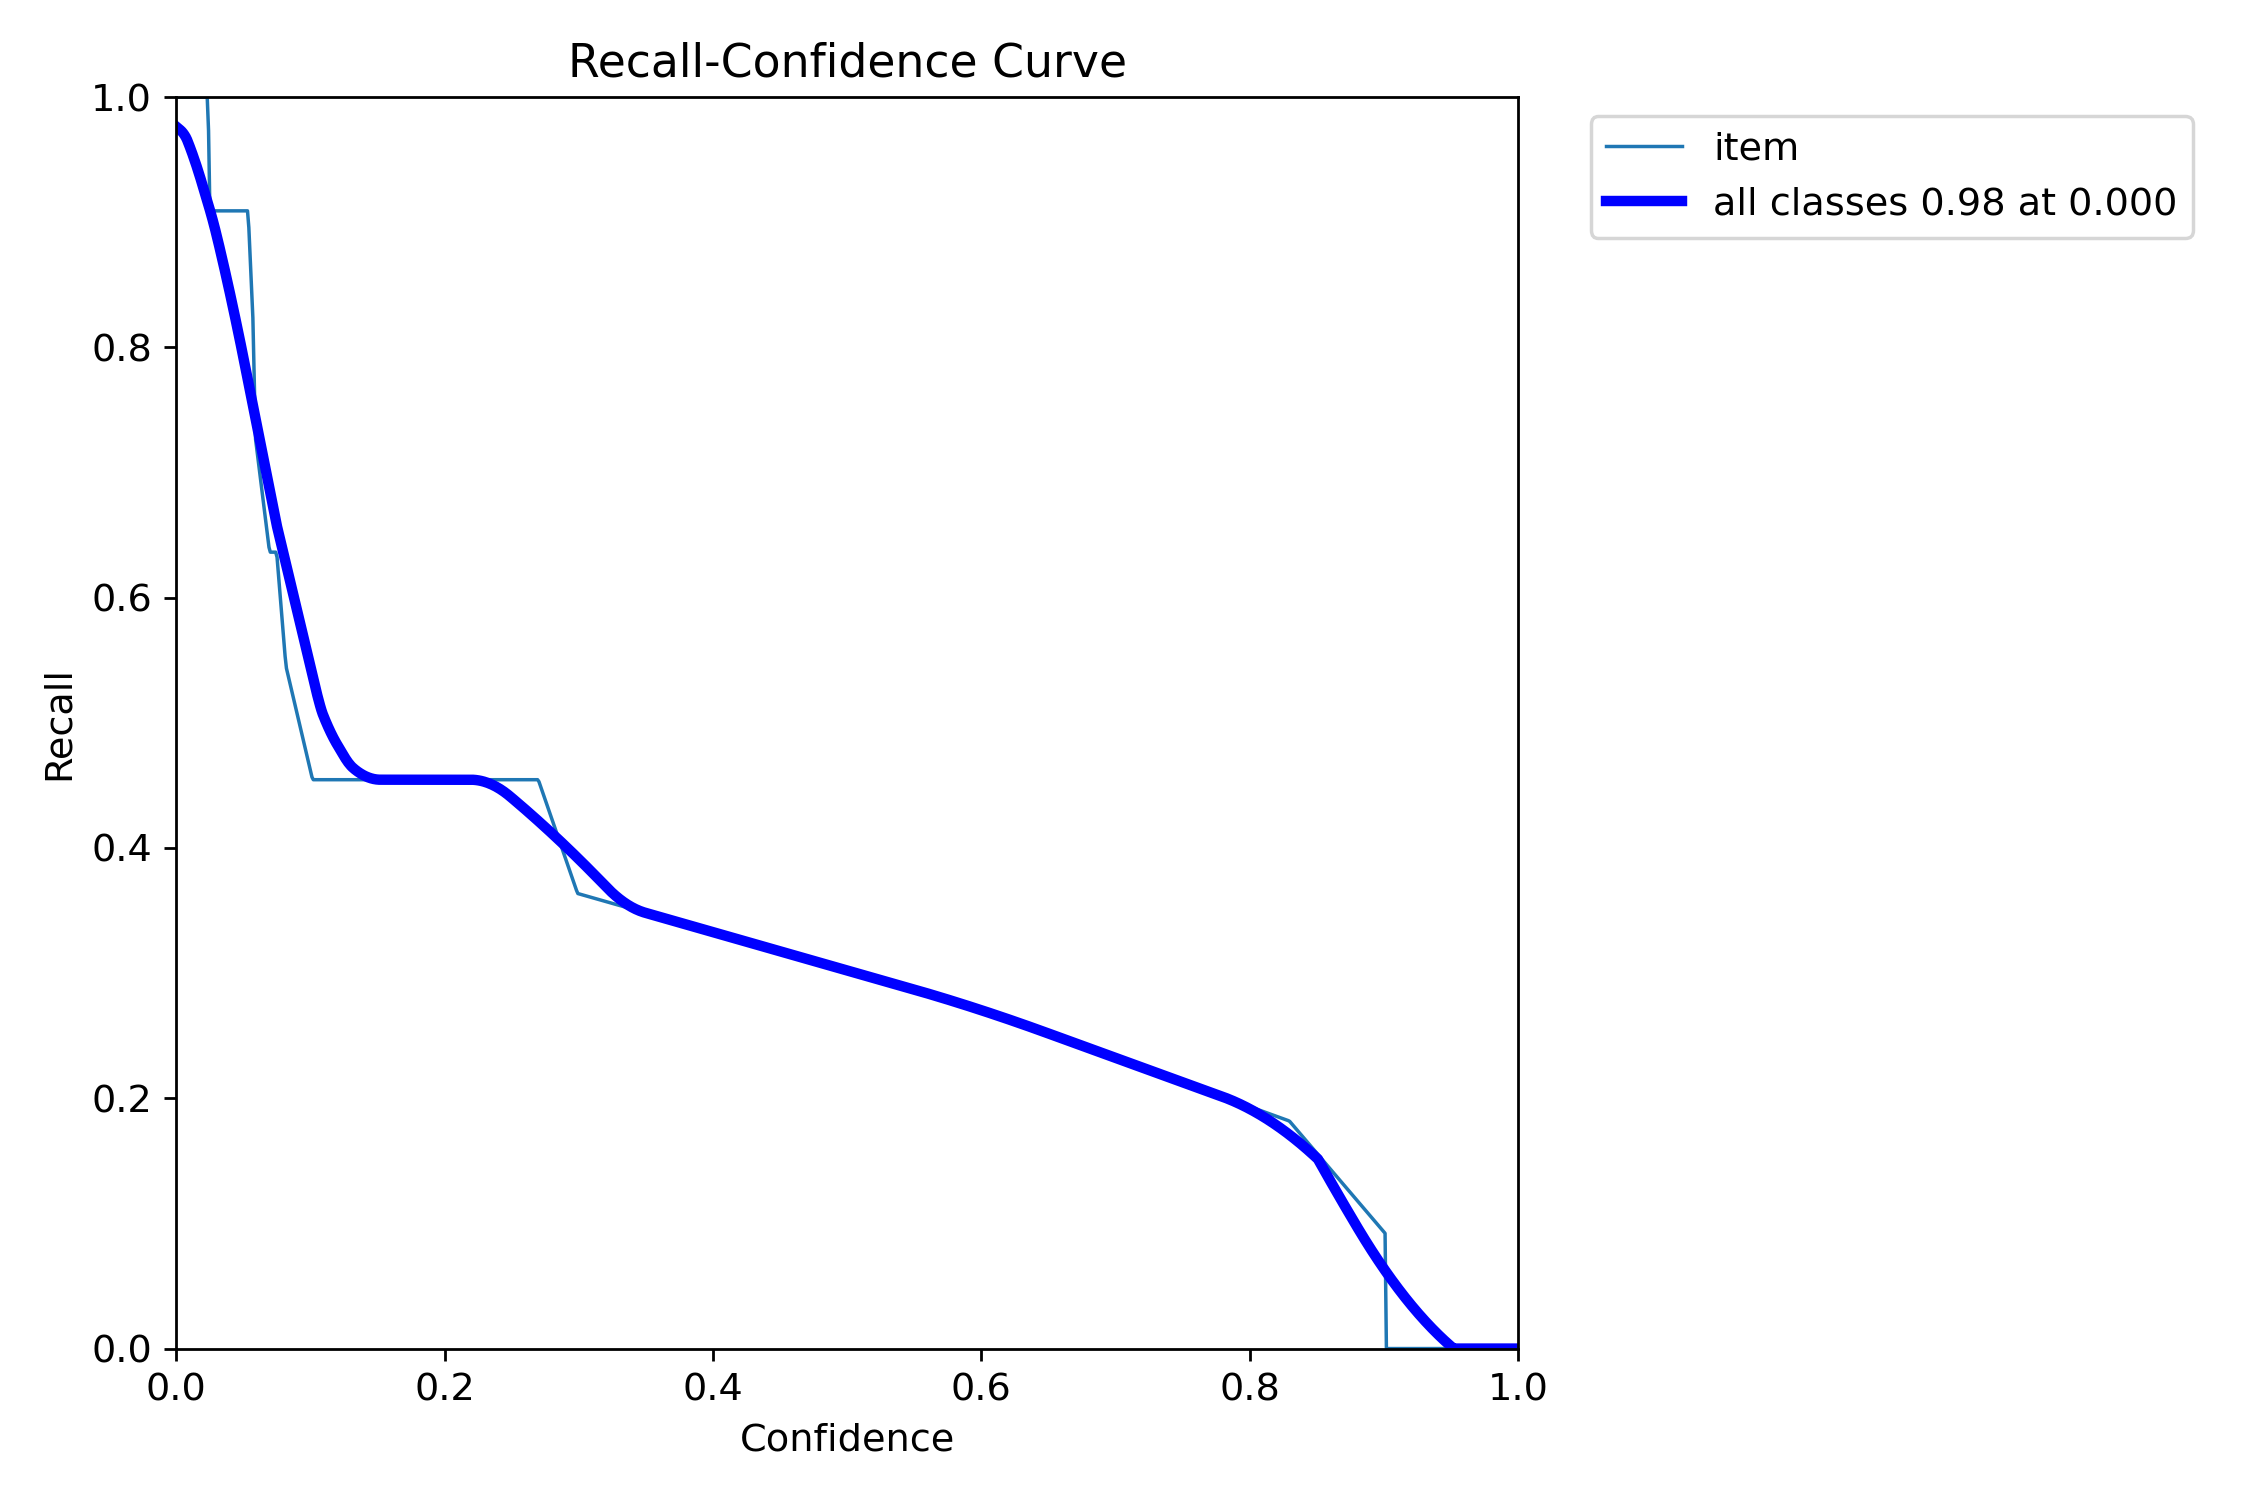 Recall-Confidence Curve
1.0
0.8
0.6
0.4
0.2
0.0
Recall
0.0 0.2 0.4 0.6 0.8 1.0
Confidence
item
all classes 0.98 at 0.000